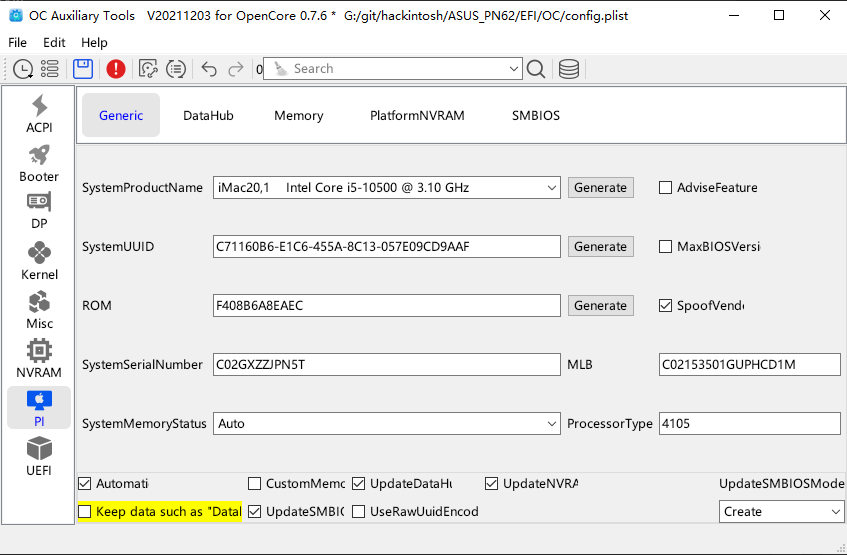 OC Auxiliary Tools V20211203 for OpenCore 0.7.6 * G:/git/hackintosh/ASUS_PN62/EFI/OC/config.plist
File Edit Help
0 Search
ACPI
Booter
DP
Kernel
Misc
NVRAM
PI
UEFI
Generic DataHub Memory PlatformNVRAM SMBIOS
SystemProductName iMac20,1 Intel Core i5-10500 @ 3.10 GHz Generate AdviseFeature
SystemUUID C71160B6-E1C6-455A-8C13-057E09CD9AAF Generate MaxBIOSVersi
ROM F408B6A8EAEC Generate SpoofVend
SystemSerialNumber C02GXZZJPN5T MLB C02153501GUPHCD1M
SystemMemoryStatus Auto ProcessorType 4105
Automati CustomMemo UpdateDataHu UpdateNVRA UpdateSMBIOSMode
Keep data such as "Datal UpdateSMBIO UseRawUuidEncod Create